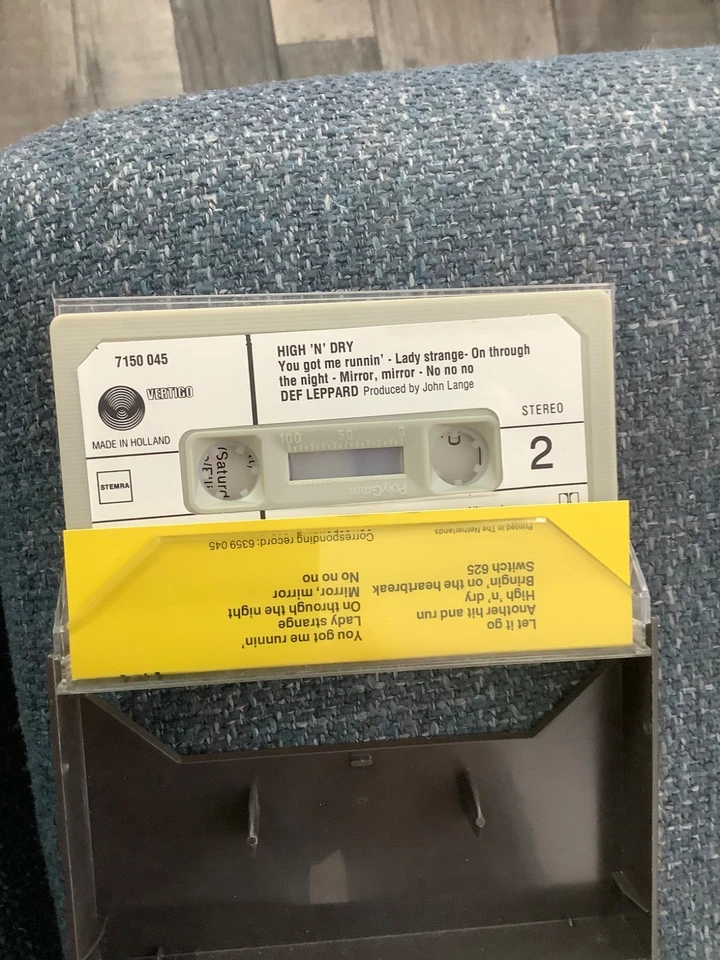 7150 045
VERTIGO
MADE IN HOLLAND
STEMRA
HIGH 'N' DRY
You got me runnin' - Lady strange- On through
the night - Mirror, mirror - No no no
DEF LEPPARD Produced by John Lange
STEREO
2
100 50 0
PolyGram
Let it go
Another hit and run
High 'n' dry
Bringin' on the heartbreak
Switch 625
You got me runnin'
Lady strange
On through the night
Mirror, mirror
No no no
Printed in The Netherlands
Corresponding record: 6359 045